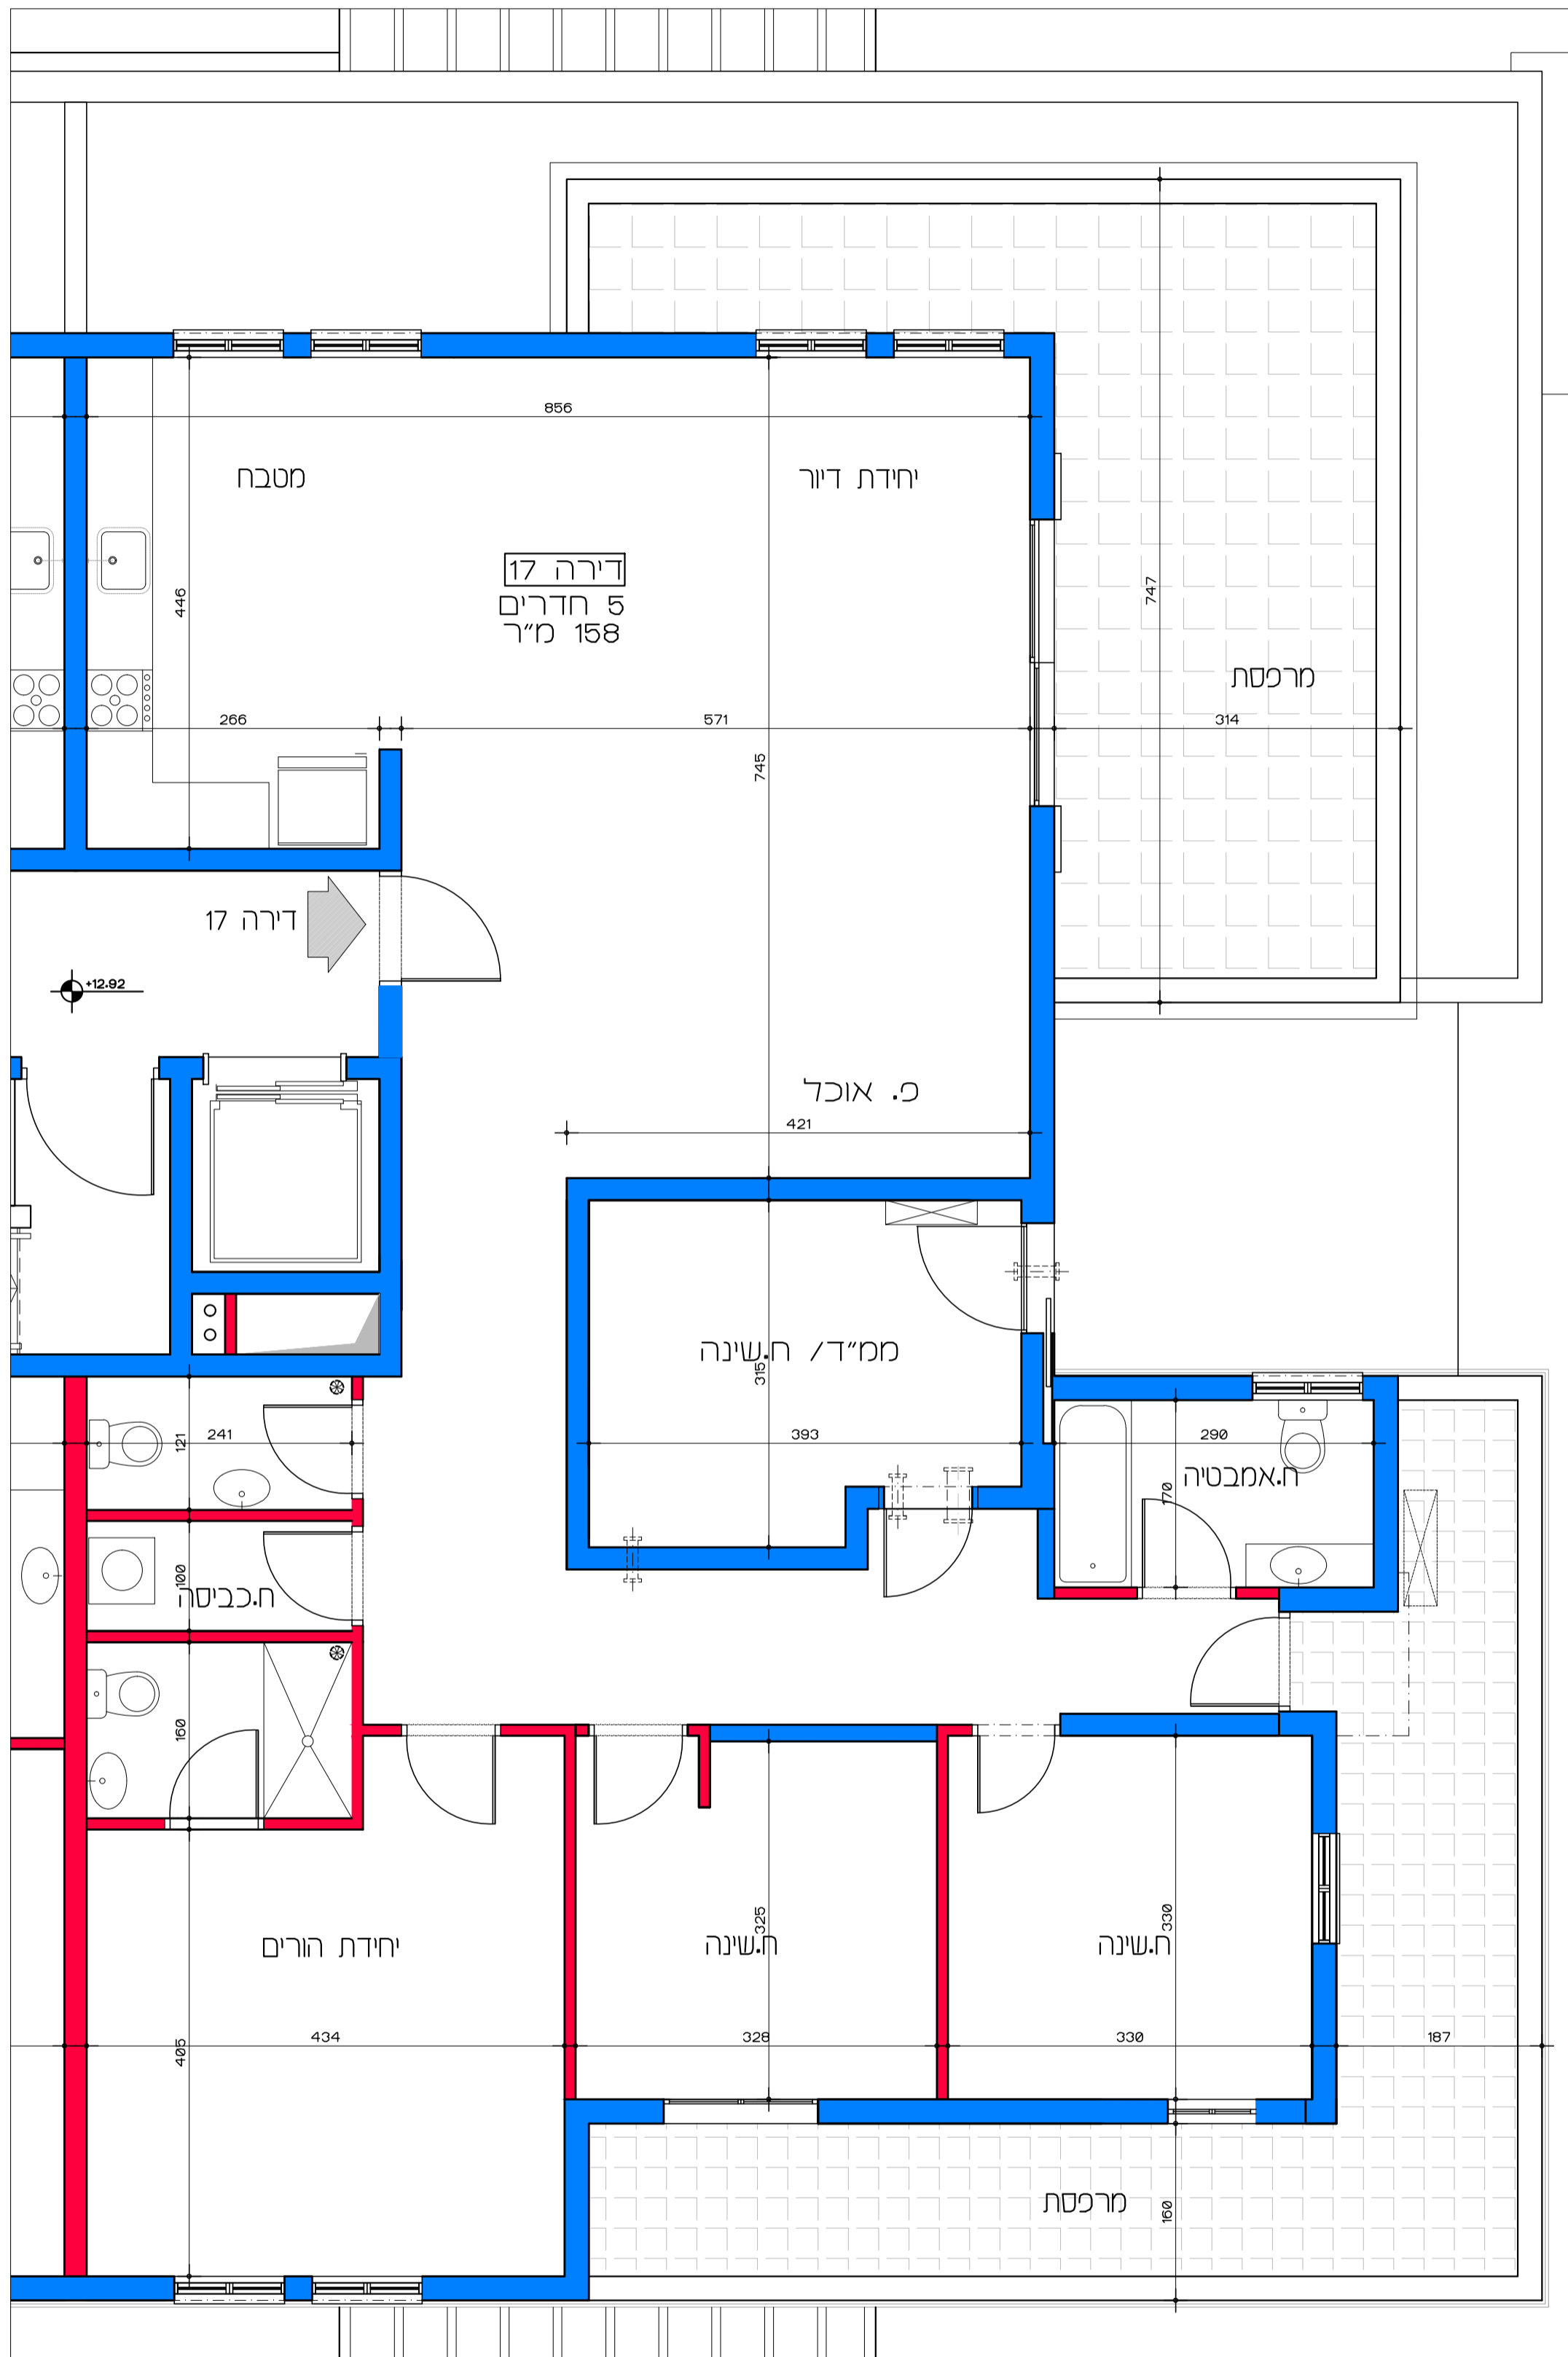 856
מטבח
יחידת דיור
דירה 17
5 חדרים
158 מ״ר
446
747
מרפסת
266
571
314
745
דירה 17
+12.92
פ. אוכל
421
ממ״ד/ ח.שינה
315
241
121
393
290
ח.אמבטיה
170
100
ח.כביסה
160
325
330
יחידת הורים
ח.שינה
ח.שינה
405
434
328
330
187
מרפסת
160